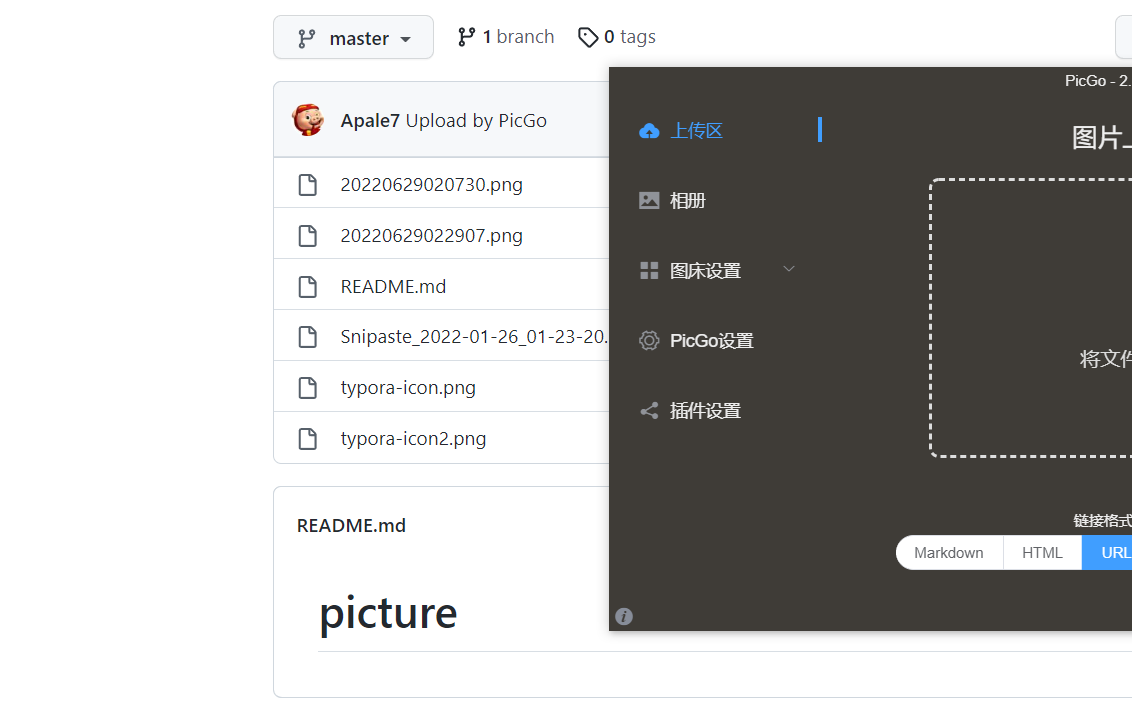 master
1 branch
0 tags
Apale7 Upload by PicGo
20220629020730.png
20220629022907.png
README.md
Snipaste_2022-01-26_01-23-20.
typora-icon.png
typora-icon2.png
README.md
picture
PicGo - 2.
上传区
相册
图床设置
PicGo设置
插件设置
图片
将文件
链接格式
Markdown
HTML
URL